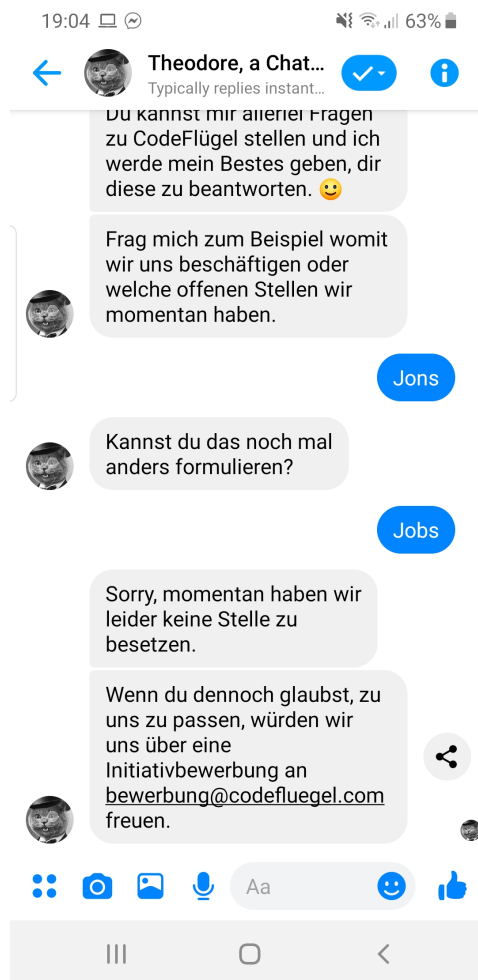 19:04
63%
Theodore, a Chat...
Typically replies instant...
Du kannst mir allerlei Fragen
zu CodeFlügel stellen und ich
werde mein Bestes geben, dir
diese zu beantworten. 🙂
Frag mich zum Beispiel womit
wir uns beschäftigen oder
welche offenen Stellen wir
momentan haben.
Jons
Kannst du das noch mal
anders formulieren?
Jobs
Sorry, momentan haben wir
leider keine Stelle zu
besetzen.
Wenn du dennoch glaubst, zu
uns zu passen, würden wir
uns über eine
Initiativbewerbung an
bewerbung@codefluegel.com
freuen.
Aa